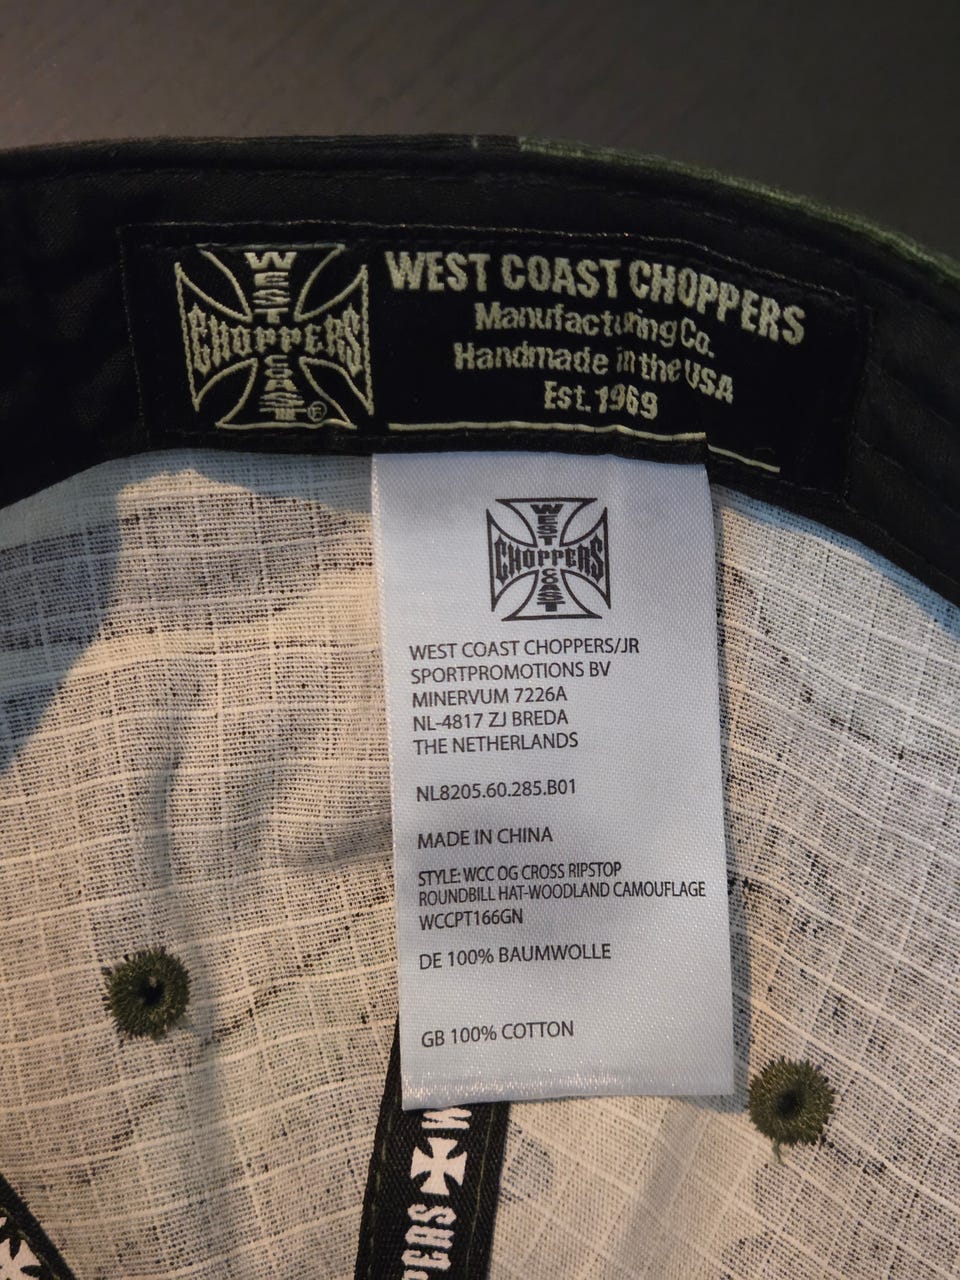 WEST
CHOPPERS
COAST
WEST COAST CHOPPERS
Manufacturing Co.
Handmade in the USA
Est. 1969
WEST
CHOPPERS
COAST
WEST COAST CHOPPERS/JR
SPORTPROMOTIONS BV
MINERVUM 7226A
NL-4817 ZJ BREDA
THE NETHERLANDS
NL8205.60.285.B01
MADE IN CHINA
STYLE: WCC OG CROSS RIPSTOP
ROUNDBILL HAT-WOODLAND CAMOUFLAGE
WCCPT166GN
DE 100% BAUMWOLLE
GB 100% COTTON